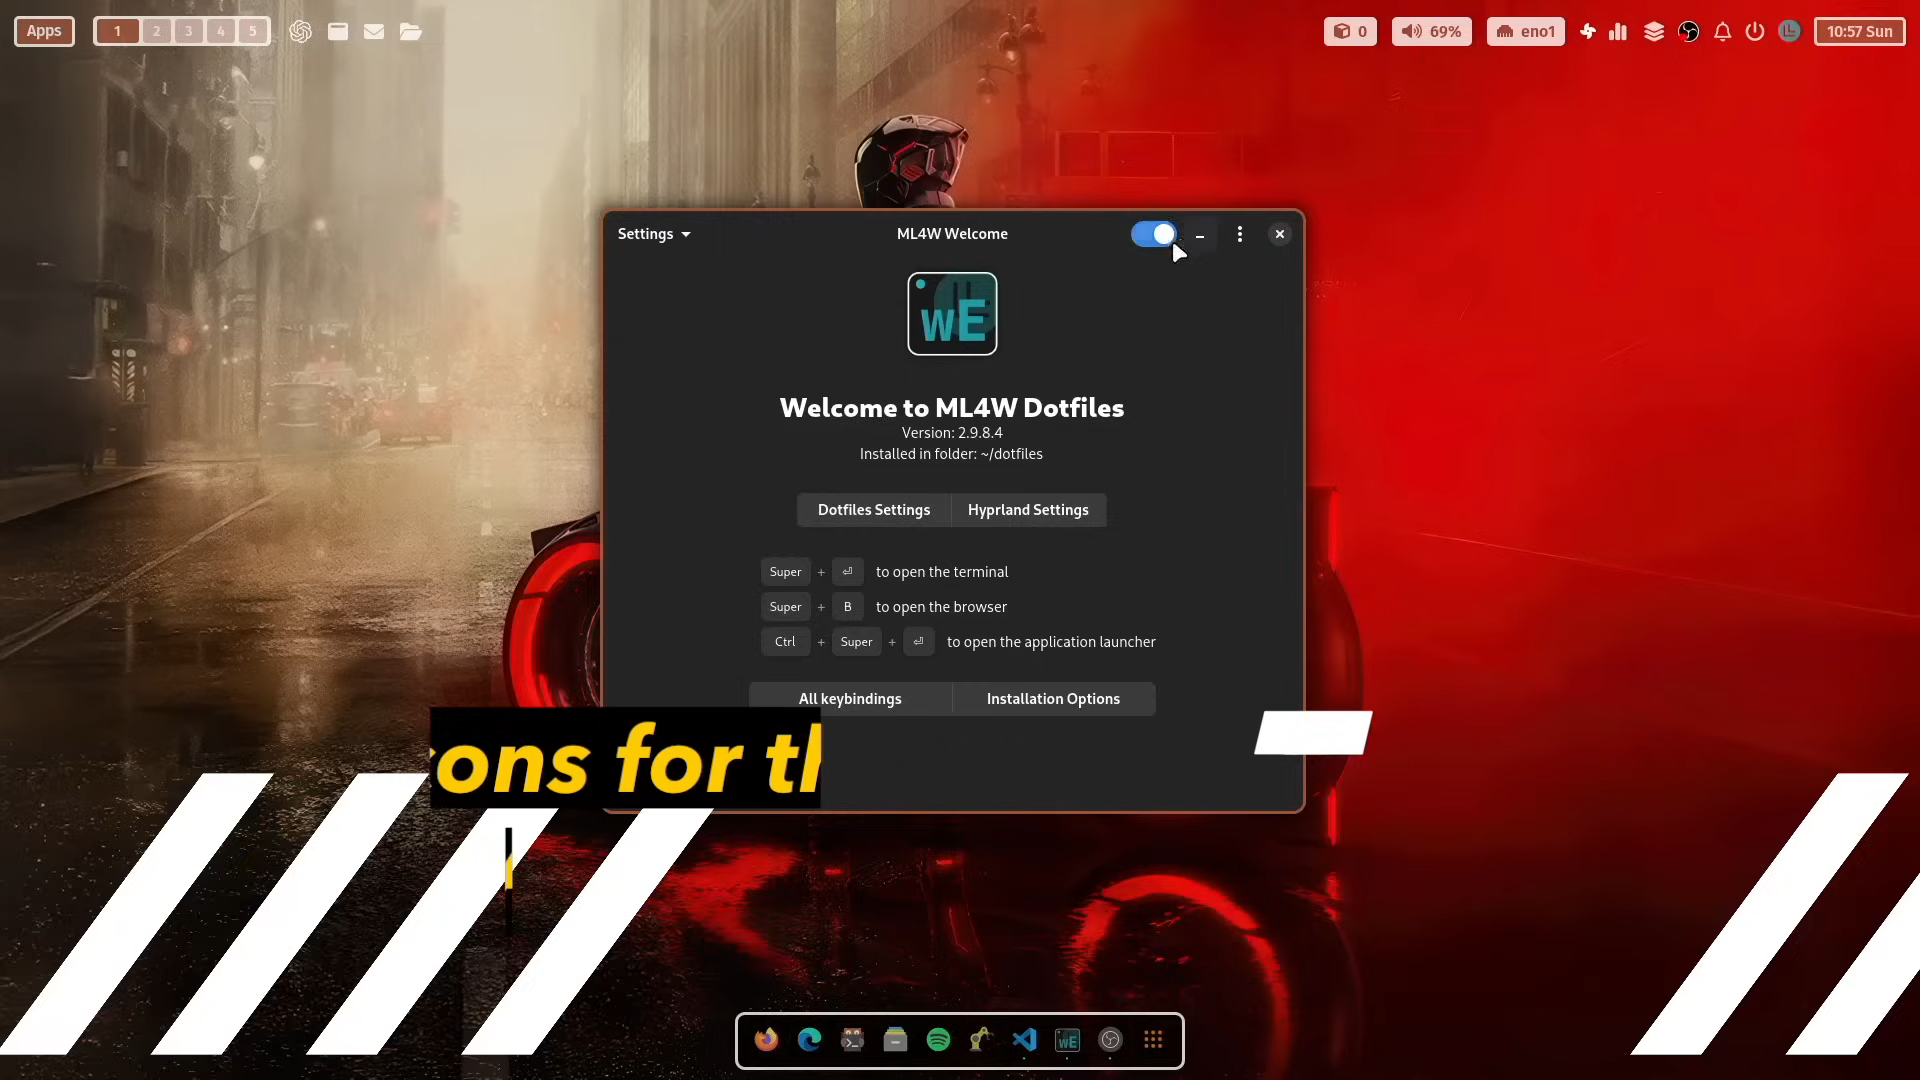 Apps
1 2 3 4 5
0
69%
eno1
10:57 Sun
Settings
ML4W Welcome
WE
Welcome to ML4W Dotfiles
Version: 2.9.8.4
Installed in folder: ~/dotfiles
Dotfiles Settings
Hyprland Settings
Super + ⏎ to open the terminal
Super + B to open the browser
Ctrl + Super + ⏎ to open the application launcher
All keybindings
Installation Options
for
WE